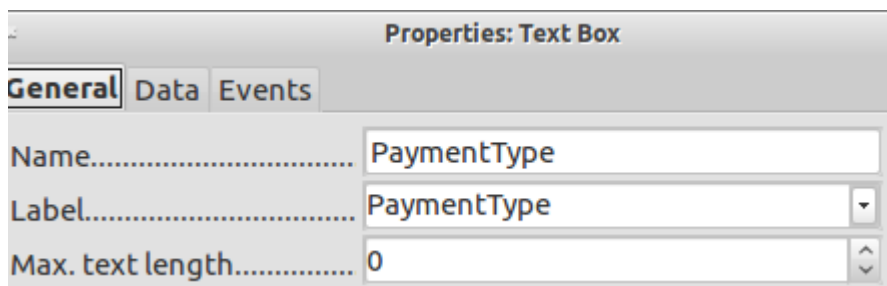 Properties: Text Box
General Data Events
Name................................ PaymentType
Label................................. PaymentType
Max. text length............... 0